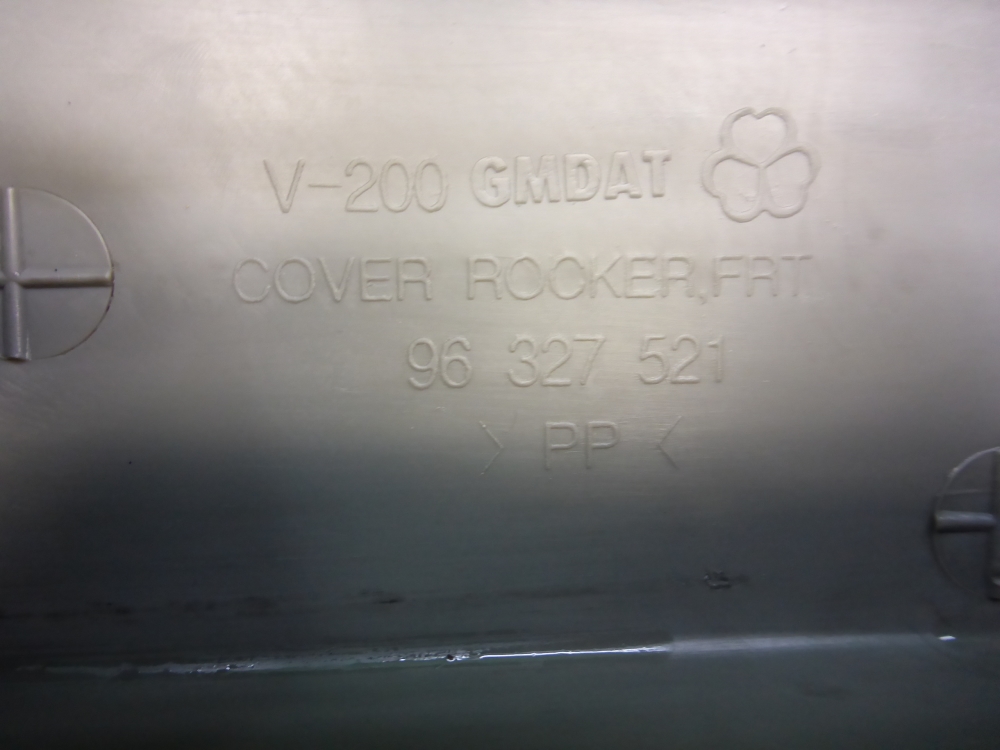 V-200 GMDAT
COVER ROCKER,FRT
96 327 521
> PP <